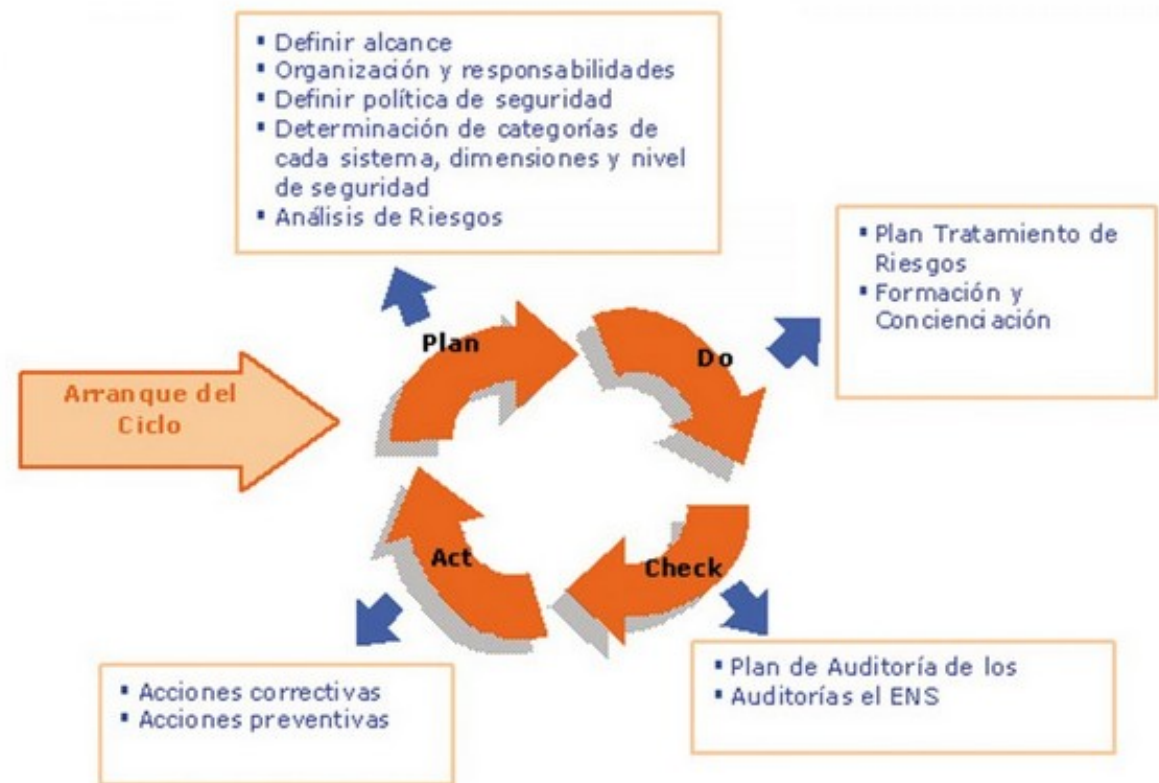 ▪ Definir alcance
▪ Organización y responsabilidades
▪ Definir política de seguridad
▪ Determinación de categorías de
cada sistema, dimensiones y nivel
de seguridad
▪ Análisis de Riesgos
▪ Plan Tratamiento de
Riesgos
▪ Formación y
Concienciación
Plan
Do
Arranque del
Ciclo
Act
Check
▪ Acciones correctivas
▪ Acciones preventivas
▪ Plan de Auditoría de los
▪ Auditorías el ENS